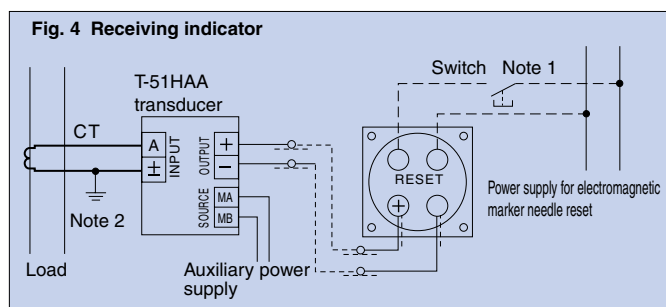 Fig. 4 Receiving indicator
T-51HAA
transducer
Switch Note 1
CT
A
±
INPUT
OUTPUT
+
−
SOURCE
MA
MB
RESET
+
Note 2
Power supply for electromagnetic
marker needle reset
Load
Auxiliary power
supply